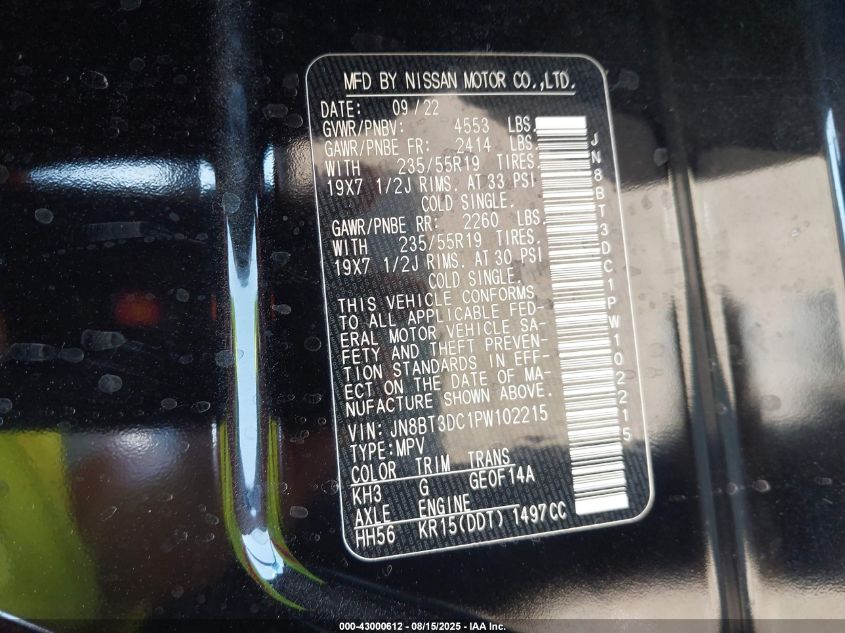 MFD BY NISSAN MOTOR CO.,LTD.
DATE: 09/22
GVWR/PNBV: 4553 LBS.
GAWR/PNBE FR: 2414 LBS.
WITH 235/55R19 TIRES.
19X7 1/2J RIMS. AT 33 PSI
COLD SINGLE.
GAWR/PNBE RR: 2260 LBS.
WITH 235/55R19 TIRES.
19X7 1/2J RIMS. AT 30 PSI
COLD SINGLE.
THIS VEHICLE CONFORMS
TO ALL APPLICABLE FED-
ERAL MOTOR VEHICLE SA-
FETY AND THEFT PREVEN-
TION STANDARDS IN EFF-
ECT ON THE DATE OF MA-
NUFACTURE SHOWN ABOVE.
VIN: JN8BT3DC1PW102215
TYPE:MPV
COLOR TRIM TRANS
KH3 G GE0F14A
AXLE ENGINE
HH56 KR15(DDT) 1497CC
JN8BT3DC1PW102215
000-43000612 - 08/15/2025 - IAA Inc.